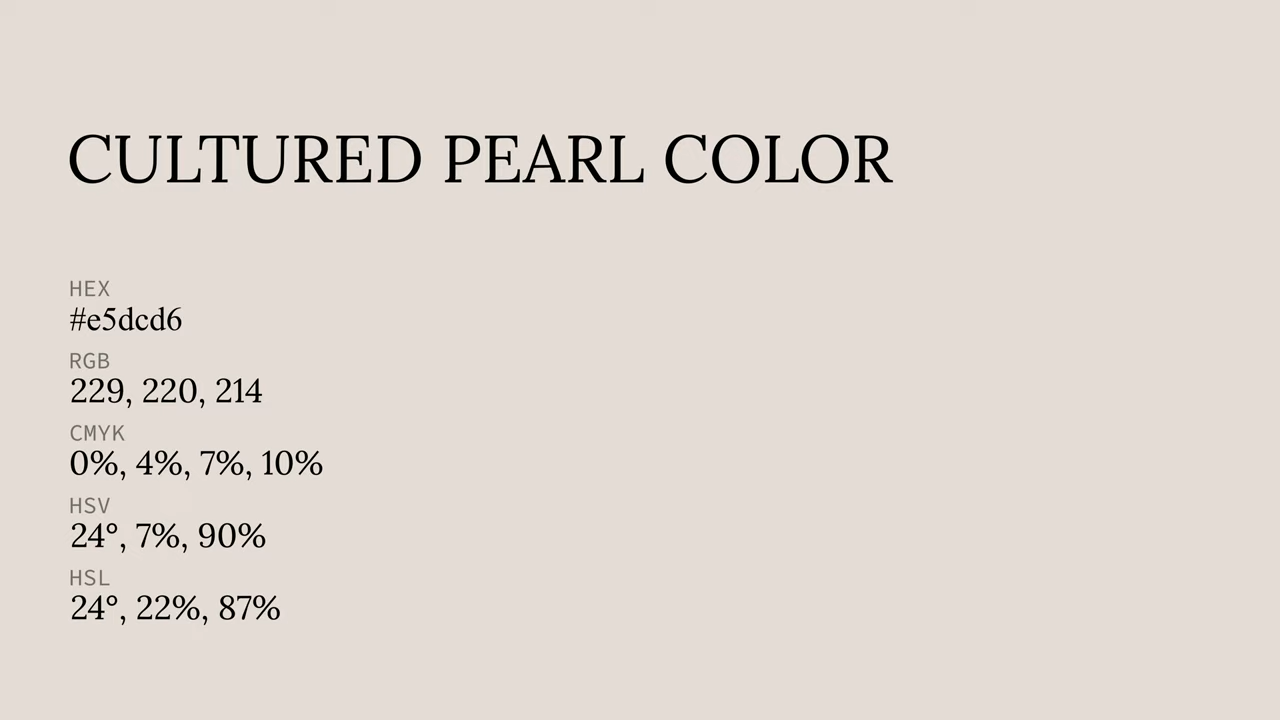 CULTURED PEARL COLOR
HEX
#e5dcd6
RGB
229, 220, 214
CMYK
0%, 4%, 7%, 10%
HSV
24°, 7%, 90%
HSL
24°, 22%, 87%